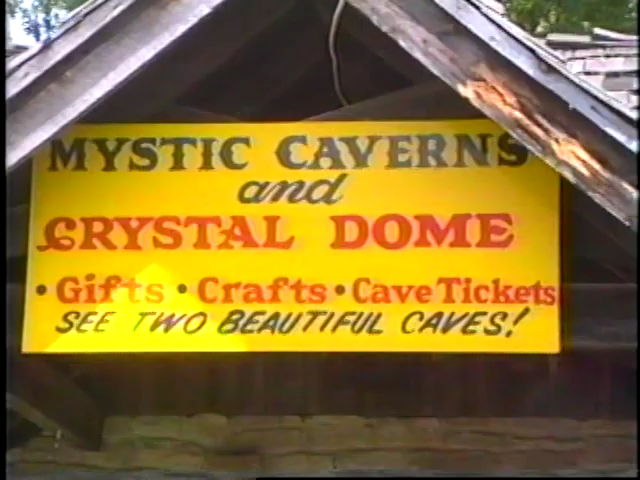 MYSTIC CAVERNS
and
CRYSTAL DOME
• Gifts • Crafts • Cave Tickets
SEE TWO BEAUTIFUL CAVES!